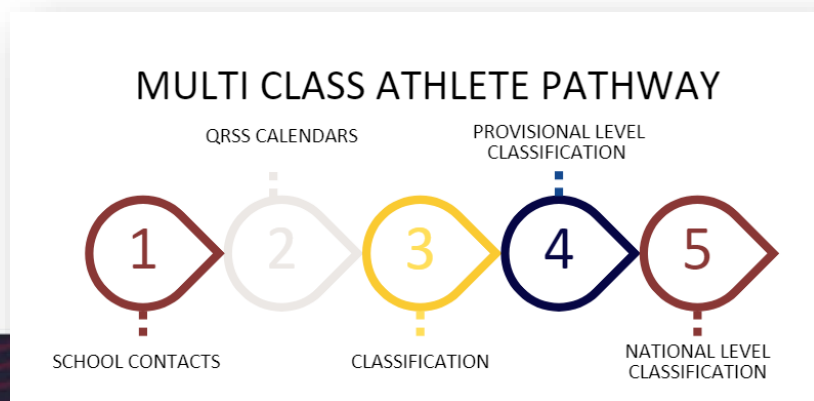 MULTI CLASS ATHLETE PATHWAY
QRSS CALENDARS
PROVISIONAL LEVEL
CLASSIFICATION
1
2
3
4
5
SCHOOL CONTACTS
CLASSIFICATION
NATIONAL LEVEL
CLASSIFICATION